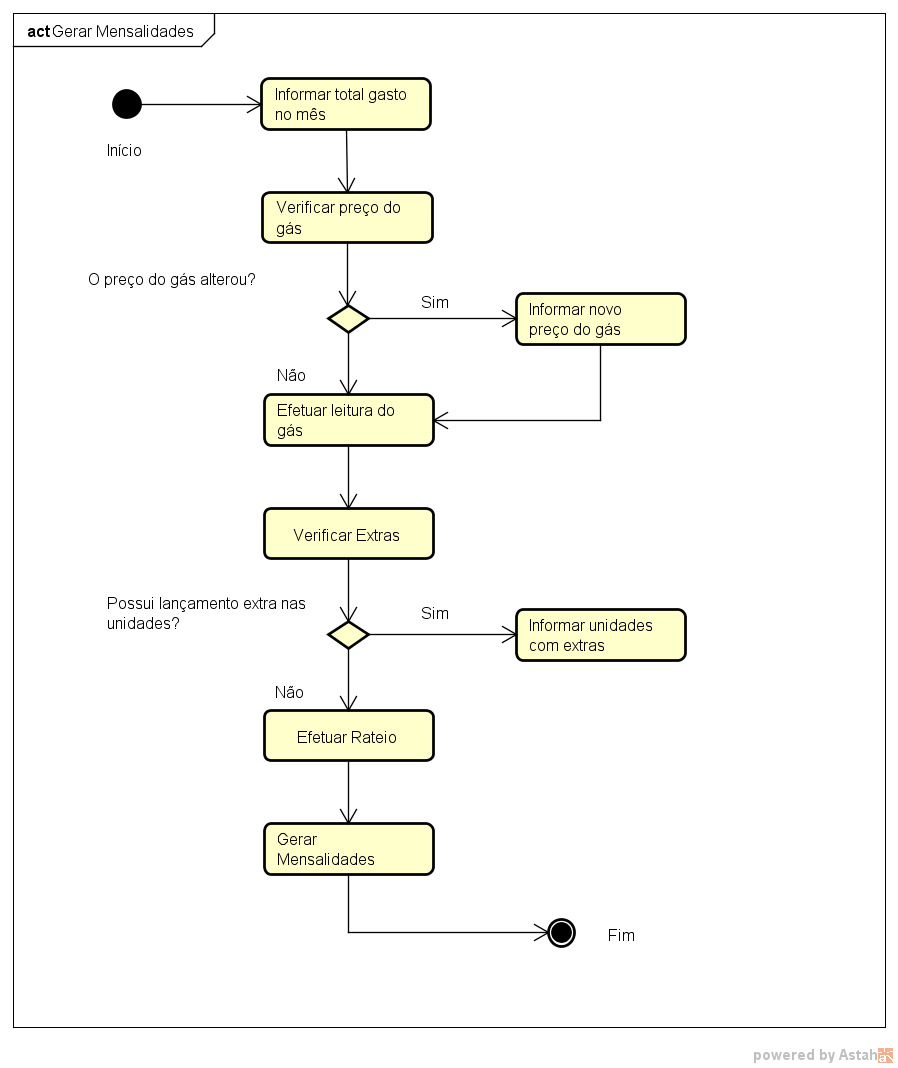 act Gerar Mensalidades
Informar total gasto
no mês
Início
Verificar preço do
gás
O preço do gás alterou?
Sim
Informar novo
preço do gás
Não
Efetuar leitura do
gás
Verificar Extras
Possui lançamento extra nas
unidades?
Sim
Informar unidades
com extras
Não
Efetuar Rateio
Gerar
Mensalidades
Fim
powered by Astah